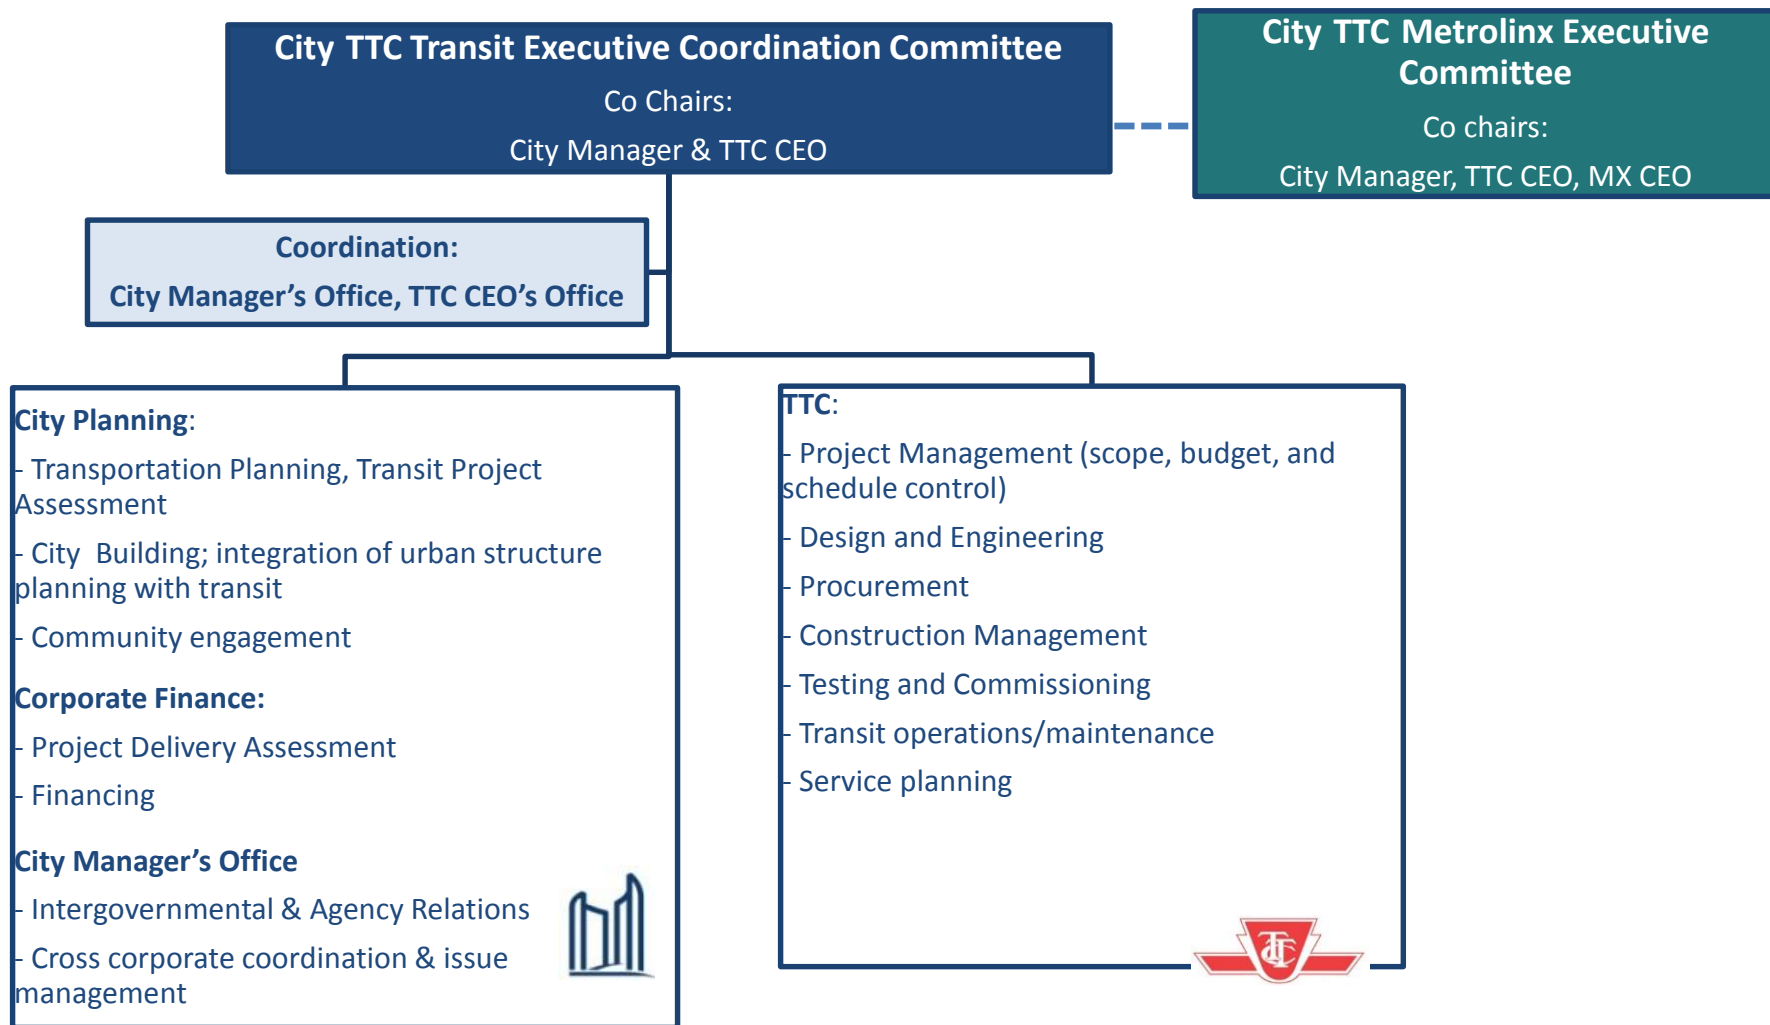 City TTC Transit Executive Coordination Committee
Co Chairs:
City Manager & TTC CEO
City TTC Metrolinx Executive
Committee
Co chairs:
City Manager, TTC CEO, MX CEO
Coordination:
City Manager's Office, TTC CEO's Office
City Planning:
- Transportation Planning, Transit Project
Assessment
- City Building; integration of urban structure
planning with transit
- Community engagement
Corporate Finance:
- Project Delivery Assessment
- Financing
City Manager's Office
- Intergovernmental & Agency Relations
- Cross corporate coordination & issue
management
TTC:
- Project Management (scope, budget, and
schedule control)
- Design and Engineering
- Procurement
- Construction Management
- Testing and Commissioning
- Transit operations/maintenance
- Service planning
TTC